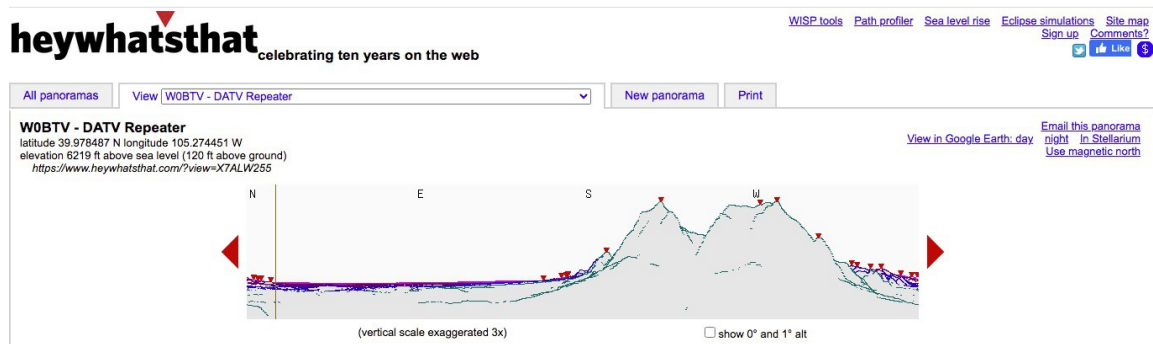 WISP tools Path profiler Sea level rise Eclipse simulations Site map
Sign up Comments?
heywhatsthat celebrating ten years on the web
Like $
All panoramas View W0BTV - DATV Repeater New panorama Print
W0BTV - DATV Repeater
latitude 39.978487 N longitude 105.274451 W
elevation 6219 ft above sea level (120 ft above ground)
https://www.heywhatsthat.com/?view=X7ALW255
Email this panorama
View in Google Earth: day night In Stellarium
Use magnetic north
N E S W
(vertical scale exaggerated 3x) show 0° and 1° alt